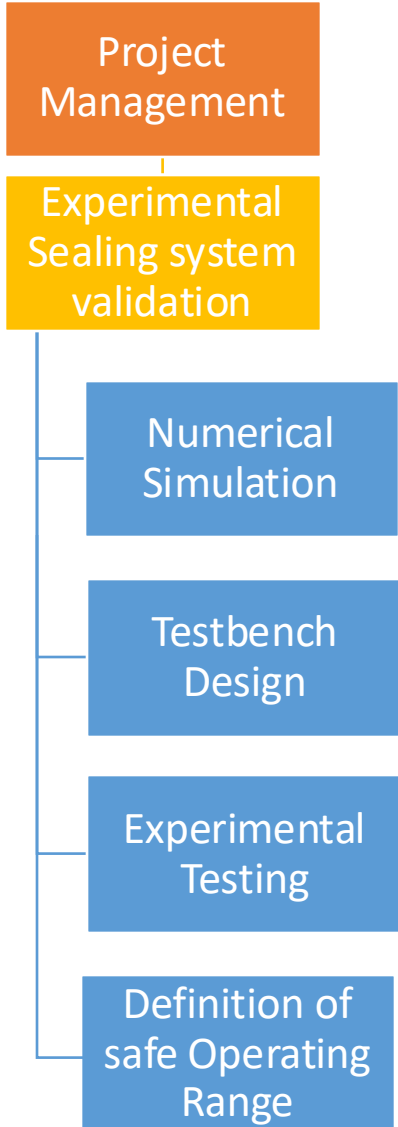 Project
Management
Experimental
Sealing system
validation
Numerical
Simulation
Testbench
Design
Experimental
Testing
Definition of
safe Operating
Range